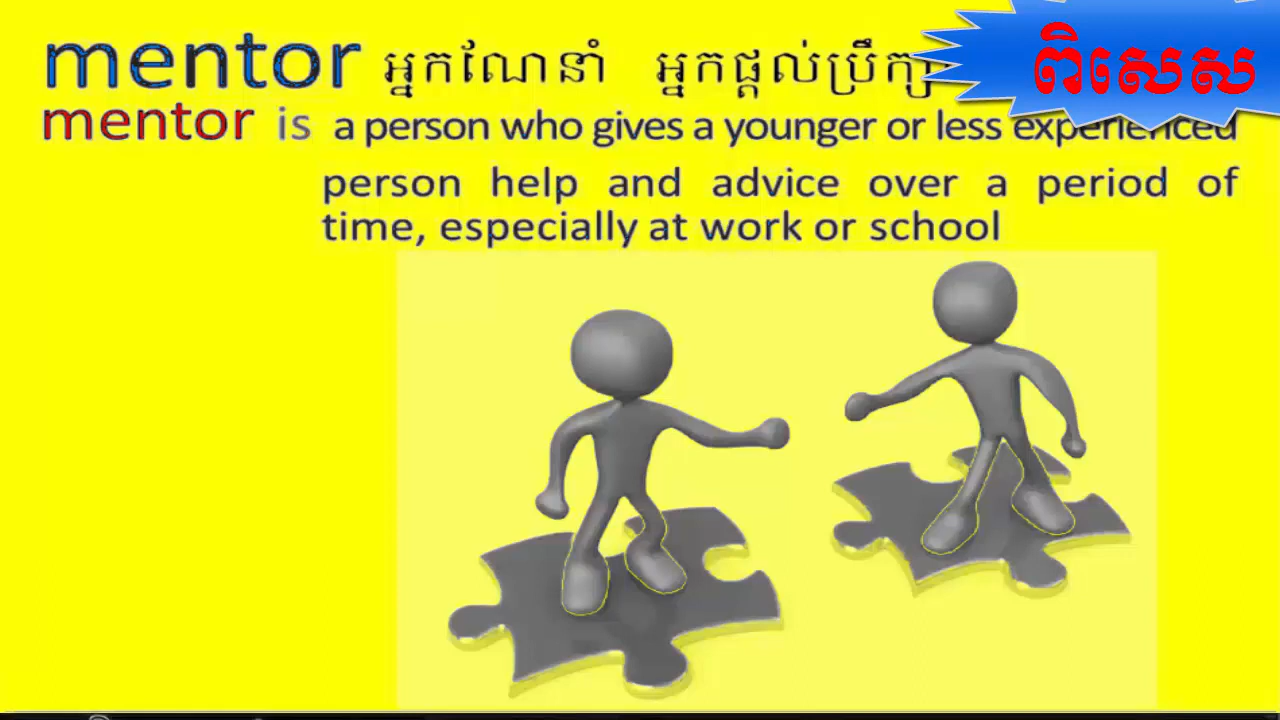 mentor អ្នកណែនាំ អ្នកផ្តល់ប្រឹក្សា
ពិសេស
mentor is a person who gives a younger or less experienced
person help and advice over a period of
time, especially at work or school